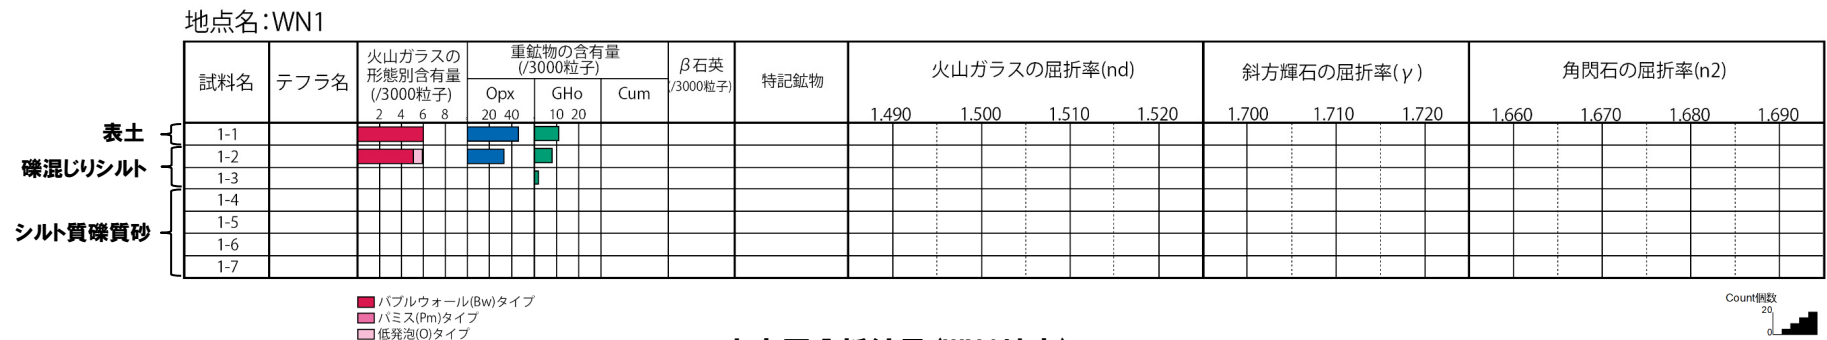 地点名：WN1
試料名 テフラ名 火山ガラスの形態別含有量(/3000粒子) 重鉱物の含有量(/3000粒子) β石英(/3000粒子) 特記鉱物 火山ガラスの屈折率(nd) 斜方輝石の屈折率(γ) 角閃石の屈折率(n2)
Opx GHo Cum
2 4 6 8 20 40 10 20 1.490 1.500 1.510 1.520 1.700 1.710 1.720 1.660 1.670 1.680 1.690
表土 1-1
礫混じりシルト 1-2
1-3
1-4
シルト質礫質砂 1-5
1-6
1-7
バブルウォール(Bw)タイプ
パミス(Pm)タイプ
低発泡(O)タイプ
Count個数
20
0